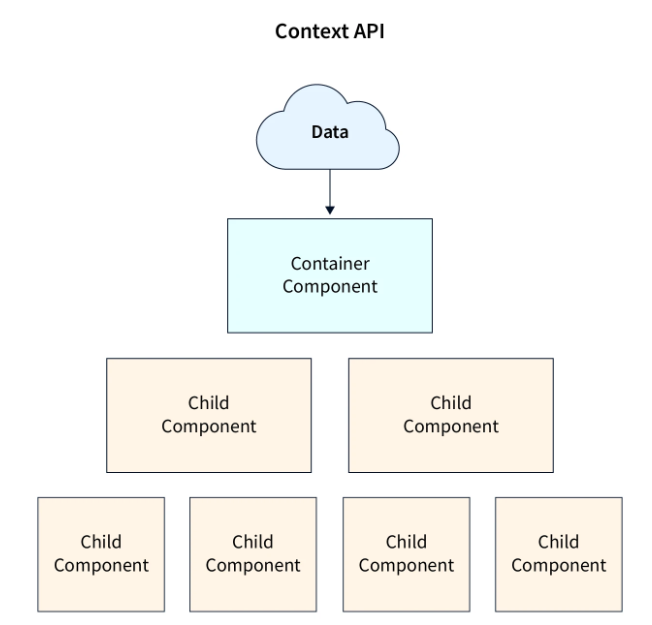 Context API
Data
Container
Component
Child
Component
Child
Component
Child
Component
Child
Component
Child
Component
Child
Component